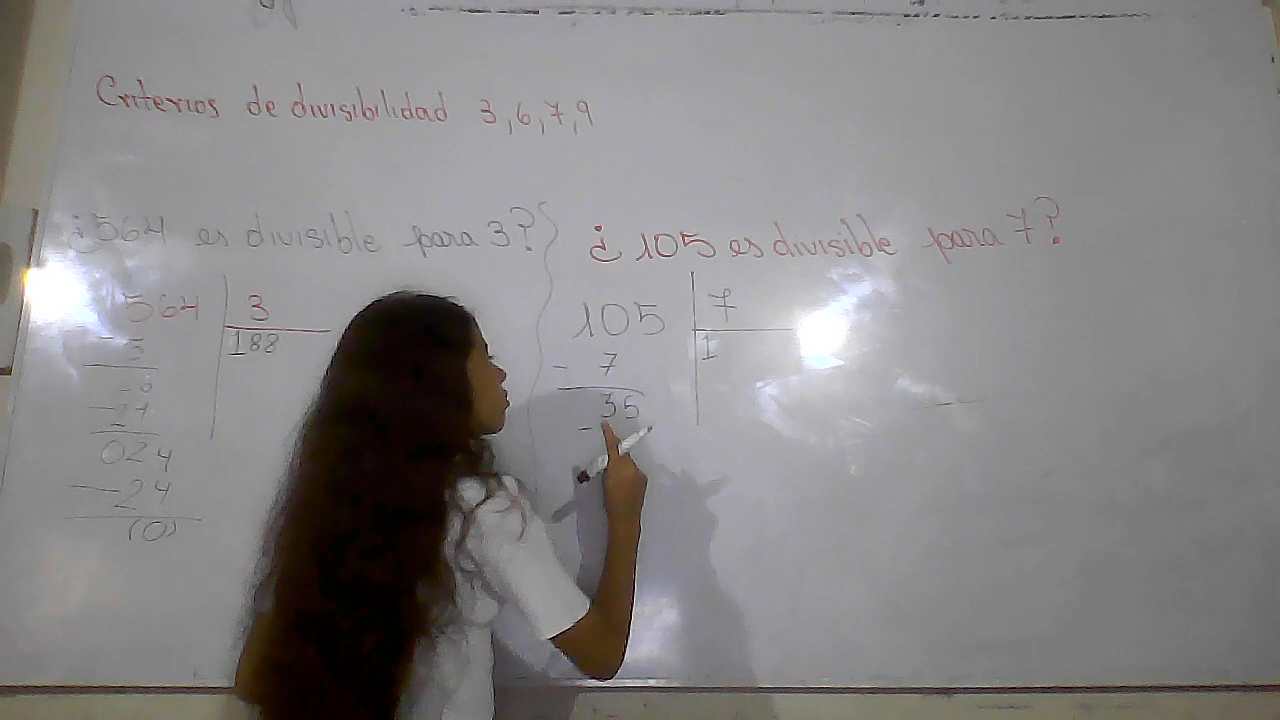 Criterios de divisibilidad 3,6,7,9
¿564 es divisible para 3?
564 3
- 3 188
- 27
024
- 24
(0)
¿105 es divisible para 7?
105 7
- 7 1
35
-